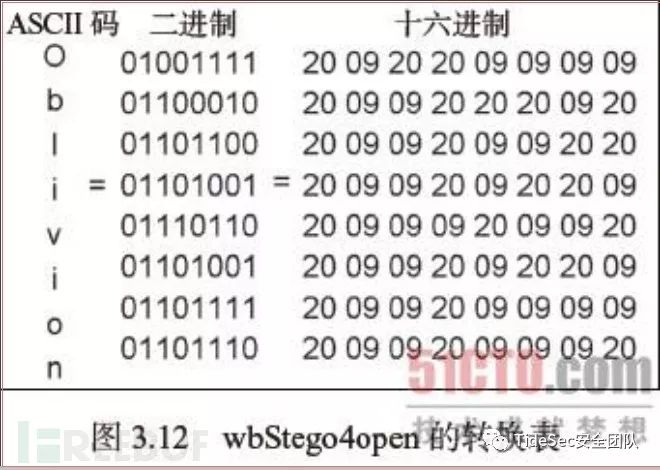 ASCII 码 二进制 十六进制
O 01001111 20 09 20 20 09 09 09 09
b 01100010 20 09 09 20 20 20 09 20
l 01101100 20 09 09 20 09 09 20 20
i = 01101001 = 20 09 09 20 09 20 20 09
v 01110110 20 09 09 09 20 09 09 20
i 01101001 20 09 09 20 09 20 20 09
o 01101111 20 09 09 20 09 09 09 09
n 01101110 20 09 09 20 09 09 09 20
51CTO.com
技术成就梦想
图 3.12 wbStego4open 的转换表
FREEBUF
TideSec安全团队